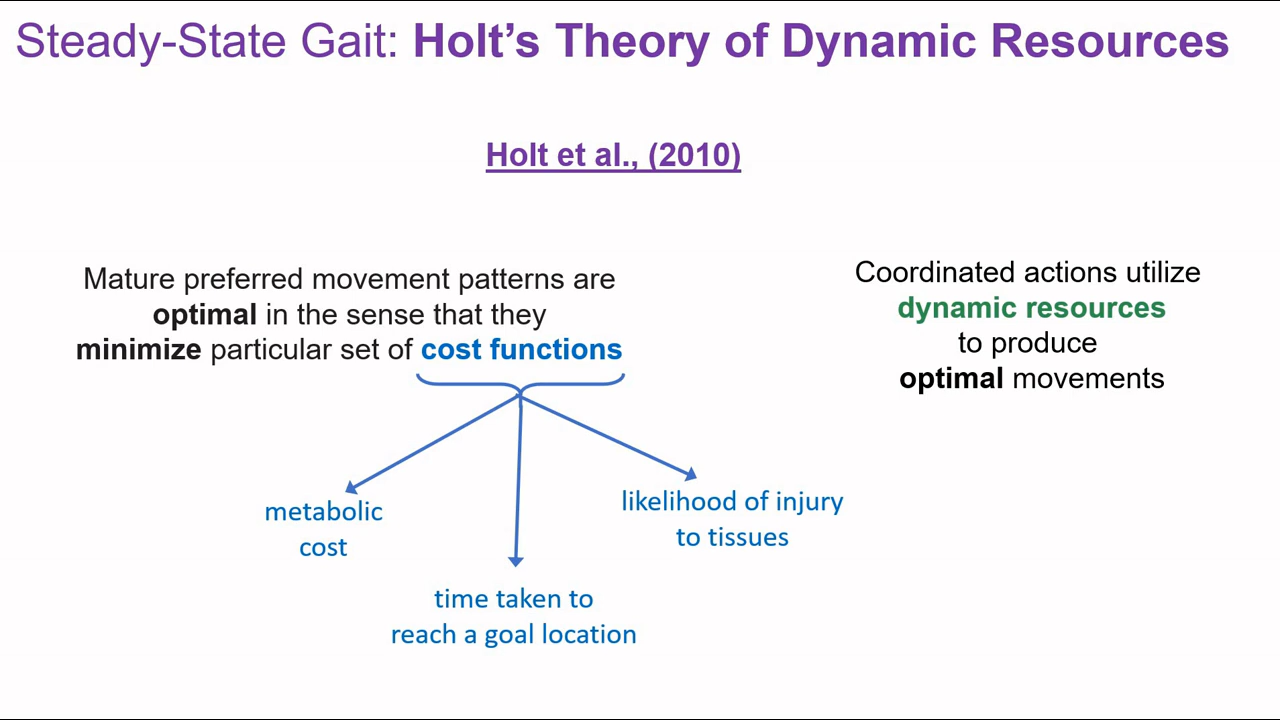 Steady-State Gait: Holt’s Theory of Dynamic Resources
Holt et al., (2010)
Mature preferred movement patterns are
optimal in the sense that they
minimize particular set of cost functions
metabolic
cost
time taken to
reach a goal location
likelihood of injury
to tissues
Coordinated actions utilize
dynamic resources
to produce
optimal movements